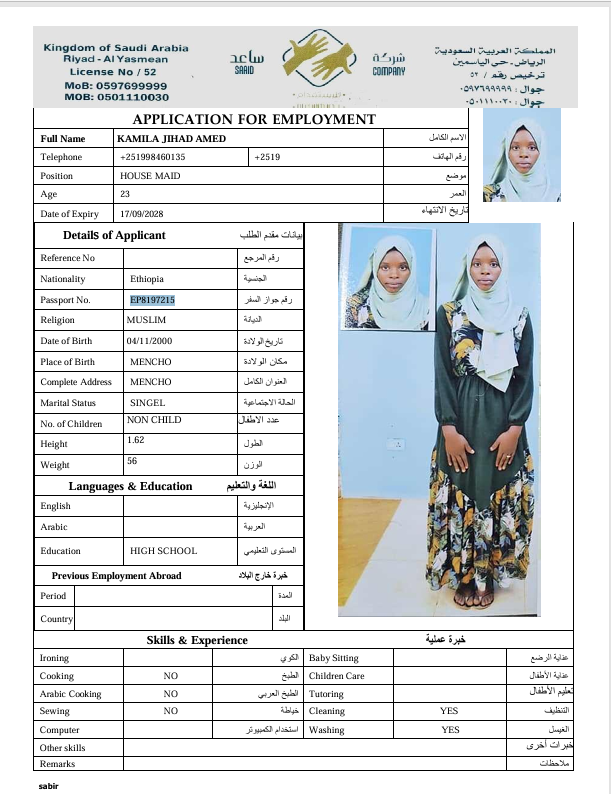 Kingdom of Saudi Arabia
Riyad - Al Yasmean
License No / 52
MoB: 0597699999
MOB: 0501110030
ساعد
SAAID
شركة
COMPANY
المملكة العربية السعودية
الرياض - حي الياسمين
ترخيص رقم / ٥٢
جوال : ٠٥٩٧٦٩٩٩٩٩
جوال : ٠٥٠١١١٠٠٣٠
APPLICATION FOR EMPLOYMENT
Full Name KAMILA JIHAD AMED الاسم الكامل
Telephone +251998460135 +2519 رقم الهاتف
Position HOUSE MAID موضع
Age 23 العمر
Date of Expiry 17/09/2028 تاريخ الانتهاء
Details of Applicant بيانات مقدم الطلب
Reference No رقم المرجع
Nationality Ethiopia الجنسية
Passport No. EP8197215 رقم جواز السفر
Religion MUSLIM الديانة
Date of Birth 04/11/2000 تاريخ الولادة
Place of Birth MENCHO مكان الولادة
Complete Address MENCHO العنوان الكامل
Marital Status SINGEL الحالة الاجتماعية
No. of Children NON CHILD عدد الاطفال
Height 1.62 الطول
Weight 56 الوزن
Languages & Education اللغة والتعليم
English الإنجليزية
Arabic العربية
Education HIGH SCHOOL المستوى التعليمي
Previous Employment Abroad خبرة خارج البلاد
Period المدة
Country البلد
Skills & Experience خبرة عملية
Ironing الكوي Baby Sitting عناية الرضع
Cooking NO الطبخ Children Care عناية الأطفال
Arabic Cooking NO الطبخ العربي Tutoring تعليم الأطفال
Sewing NO خياطة Cleaning YES التنظيف
Computer استخدام الكمبيوتر Washing YES الغسيل
Other skills خبرات أخرى
Remarks ملاحظات
sabir